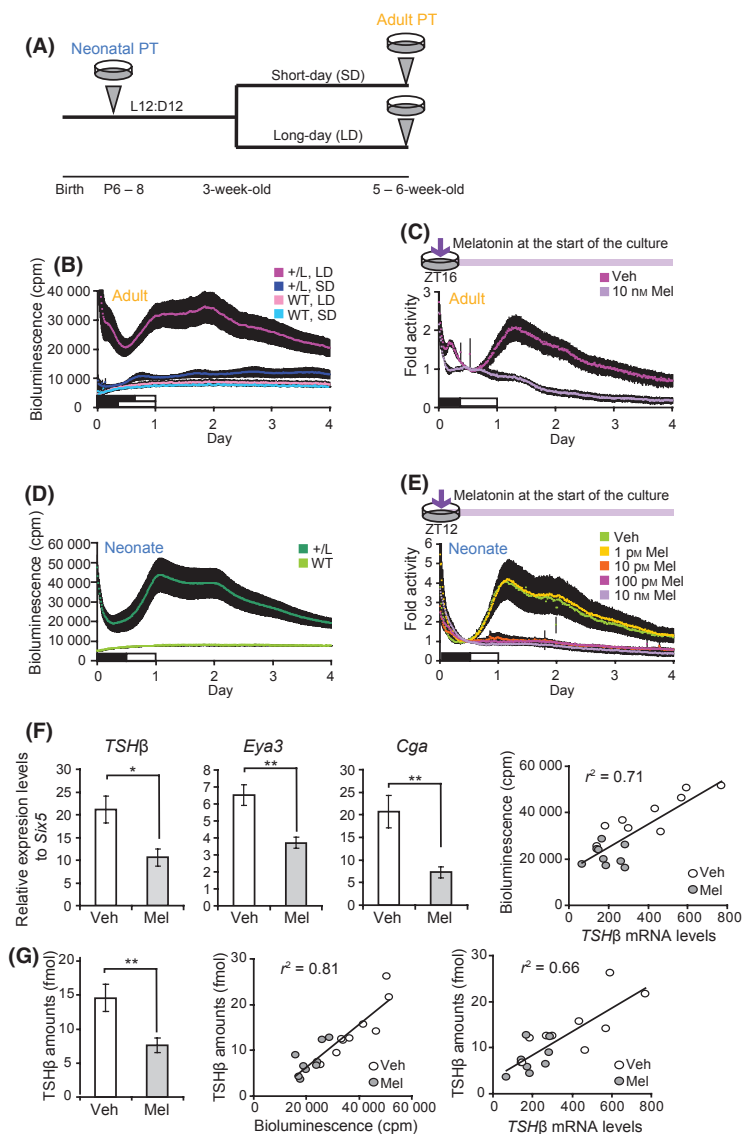 (A)
Neonatal PT
Adult PT
L12:D12
Short-day (SD)
Long-day (LD)
Birth
P6 – 8
3-week-old
5 – 6-week-old
(B)
Bioluminescence (cpm)
40 000
30 000
20 000
10 000
0
Adult
+/L, LD
+/L, SD
WT, LD
WT, SD
0 1 2 3 4
Day
(C)
Melatonin at the start of the culture
ZT16
Veh
10 nM Mel
Fold activity
3
2
1
0
Adult
0 1 2 3 4
Day
(D)
Bioluminescence (cpm)
60 000
50 000
40 000
30 000
20 000
10 000
0
Neonate
+/L
WT
0 1 2 3 4
Day
(E)
Melatonin at the start of the culture
ZT12
Neonate
Veh
1 pM Mel
10 pM Mel
100 pM Mel
10 nM Mel
Fold activity
6
5
4
3
2
1
0
0 1 2 3 4
Day
(F)
Relative expression levels
to Six5
TSHβ
30
25
20
15
10
5
0
*
Veh Mel
Eya3
8
7
6
5
4
3
2
1
0
**
Veh Mel
Cga
30
25
20
15
10
5
0
**
Veh Mel
Bioluminescence (cpm)
60 000
40 000
20 000
0
r² = 0.71
Veh
Mel
0 200 400 600 800
TSHβ mRNA levels
(G)
TSHβ amounts (fmol)
20
15
10
5
0
**
Veh Mel
TSHβ amounts (fmol)
30
20
10
0
r² = 0.81
Veh
Mel
0 20 000 40 000 60 000
Bioluminescence (cpm)
TSHβ amounts (fmol)
30
20
10
0
r² = 0.66
Veh
Mel
0 200 400 600 800
TSHβ mRNA levels